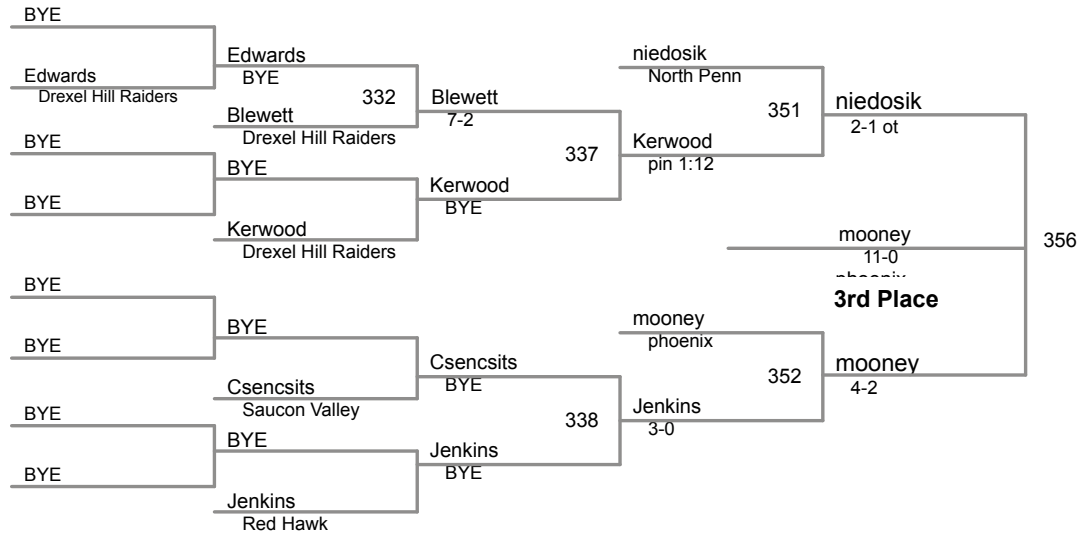 BYE
Edwards
Drexel Hill Raiders
BYE
BYE
BYE
BYE
BYE
BYE
Edwards
BYE
332
Blewett
Drexel Hill Raiders
BYE
Kerwood
Drexel Hill Raiders
BYE
Csencsits
Saucon Valley
BYE
Jenkins
Red Hawk
Blewett
7-2
337
Kerwood
BYE
Csencsits
BYE
338
Jenkins
BYE
niedosik
North Penn
351
Kerwood
pin 1:12
mooney
phoenix
352
Jenkins
3-0
niedosik
2-1 ot
mooney
11-0
356
3rd Place
mooney
4-2